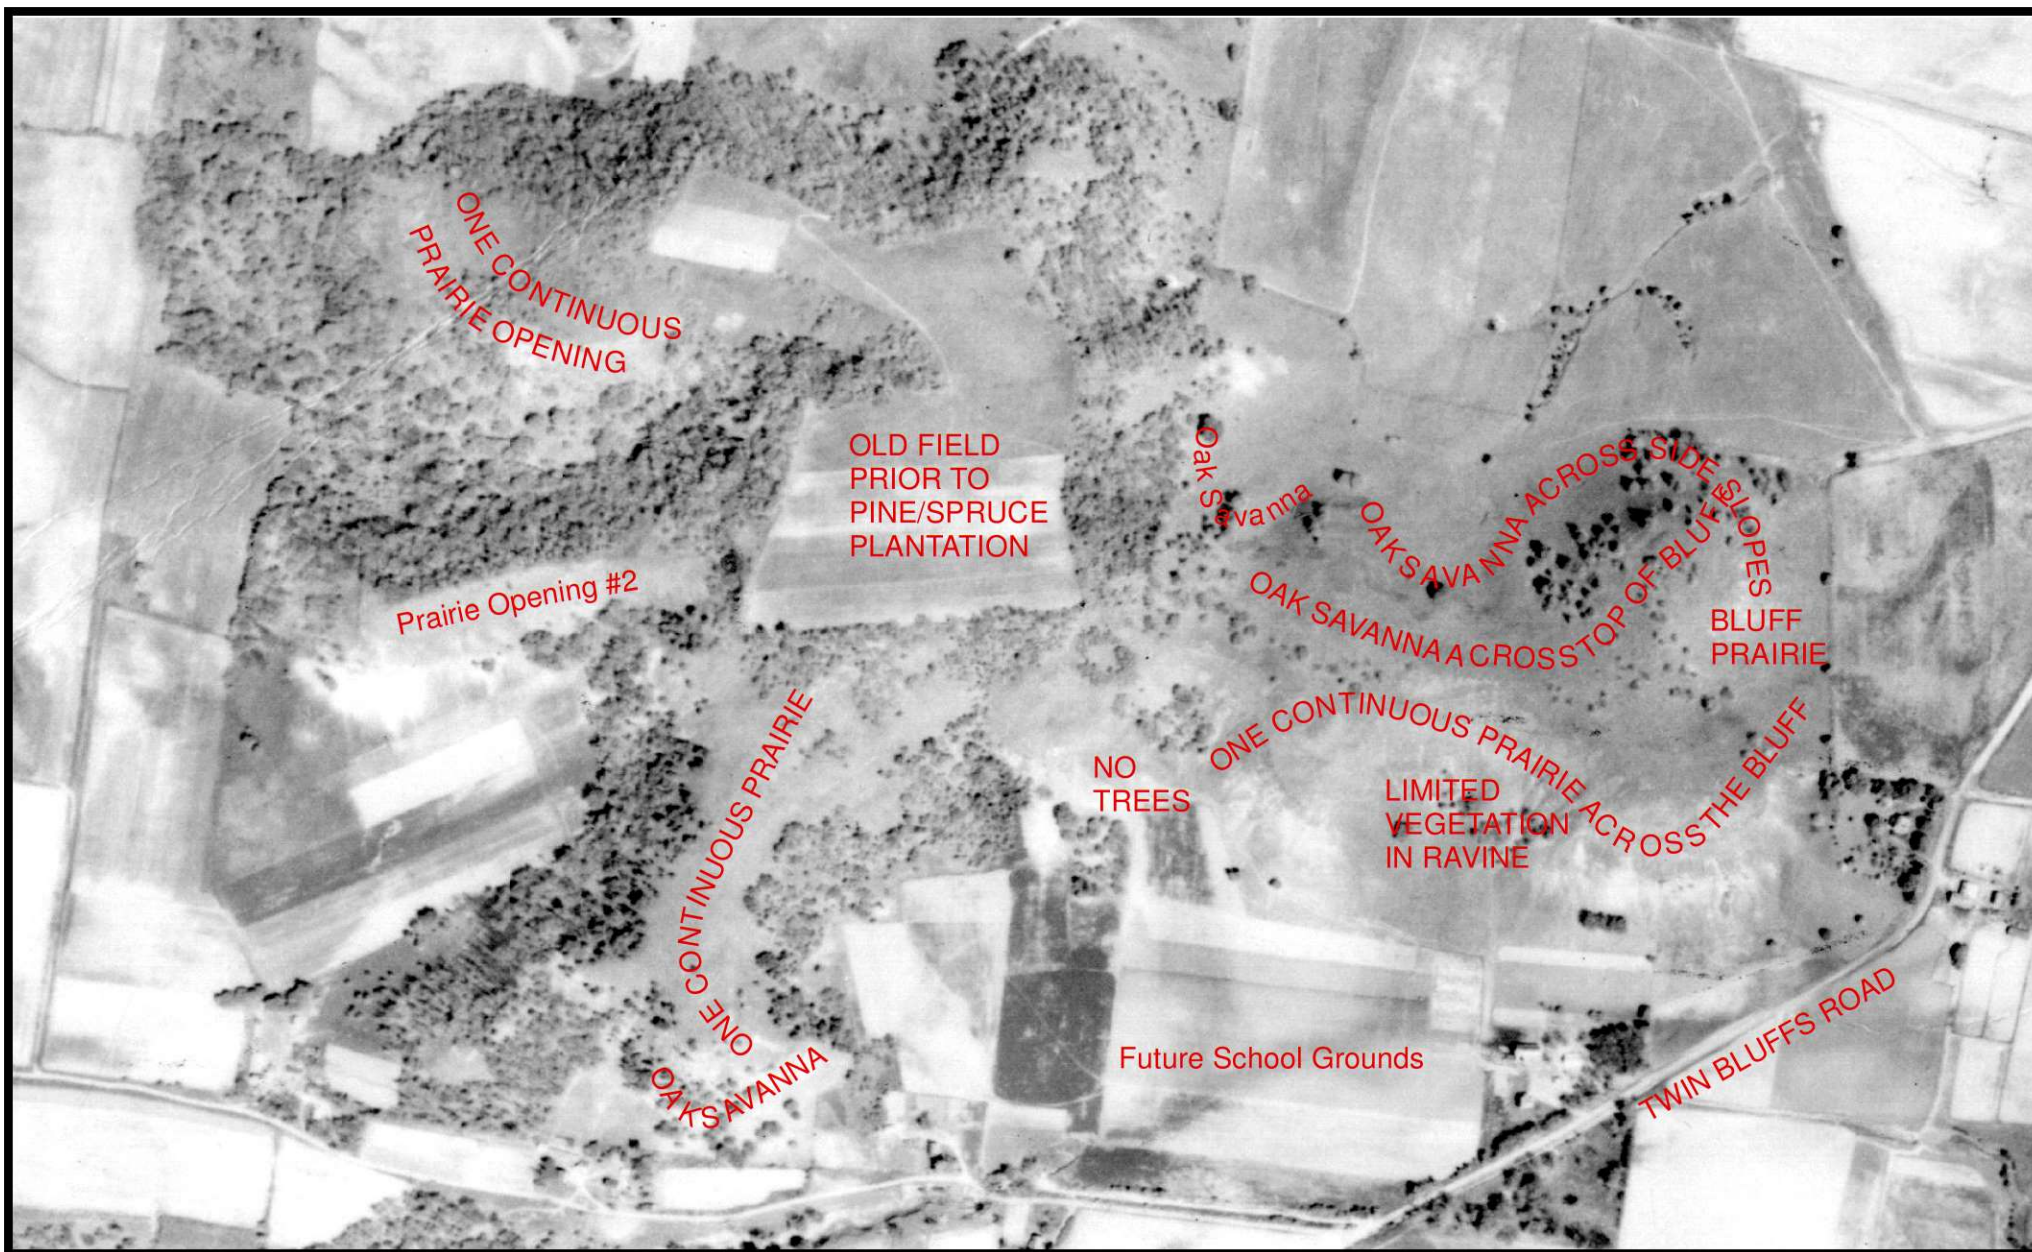 ONE CONTINUOUS
PRAIRIE OPENING
OLD FIELD
PRIOR TO
PINE/SPRUCE
PLANTATION
Oak Savanna
OAK SAVANNA ACROSS SIDE SLOPES
OAK SAVANNA ACROSS TOP OF BLUFF
Prairie Opening #2
BLUFF
PRAIRIE
ONE CONTINUOUS PRAIRIE
ONE CONTINUOUS PRAIRIE ACROSS THE BLUFF
NO
TREES
LIMITED
VEGETATION
IN RAVINE
OAK SAVANNA
Future School Grounds
TWIN BLUFFS ROAD